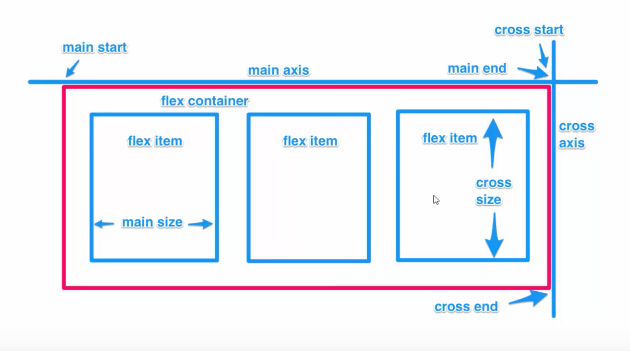 cross start
main start
main end
main axis
flex container
cross
axis
flex item
flex item
flex item
cross
size
main size
cross end